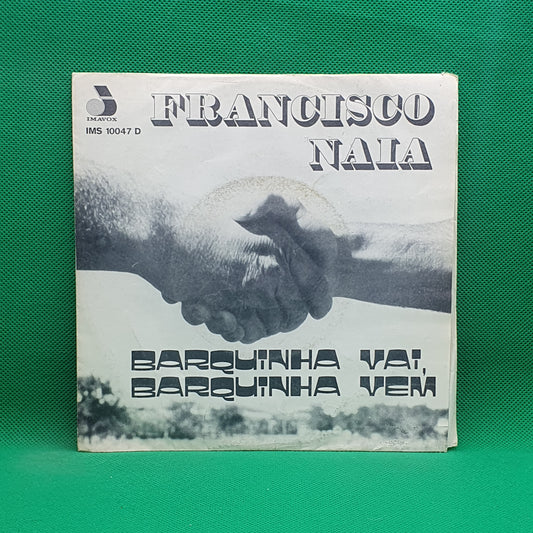 IMAVOX
IMS 10047 D
FRANCISCO
NAIA
BARQUINHA VAI,
BARQUINHA VEM